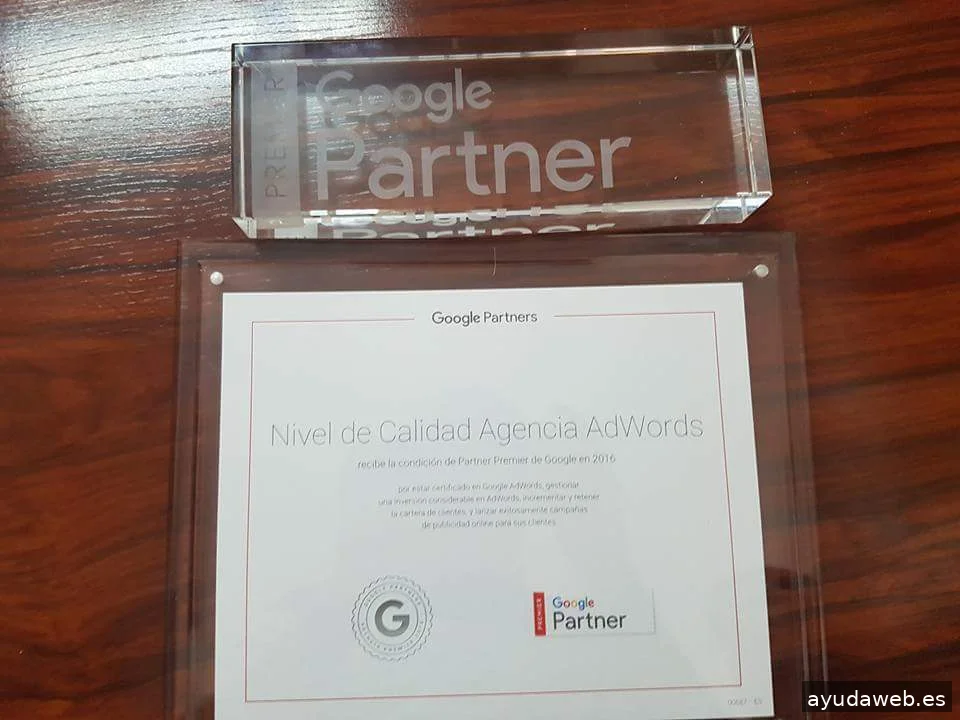 PREMIER
Google
Partner
Google Partners
Nivel de Calidad Agencia AdWords
recibe la condición de Partner Premier de Google en 2016
por estar certificado en Google AdWords, gestionar
una inversión considerable en AdWords, incrementar y retener
la cartera de clientes, y lanzar exitosamente campañas
de publicidad online para sus clientes.
GOOGLE PARTNERS
G
PREMIER
Google
Partner
ayudaweb.es